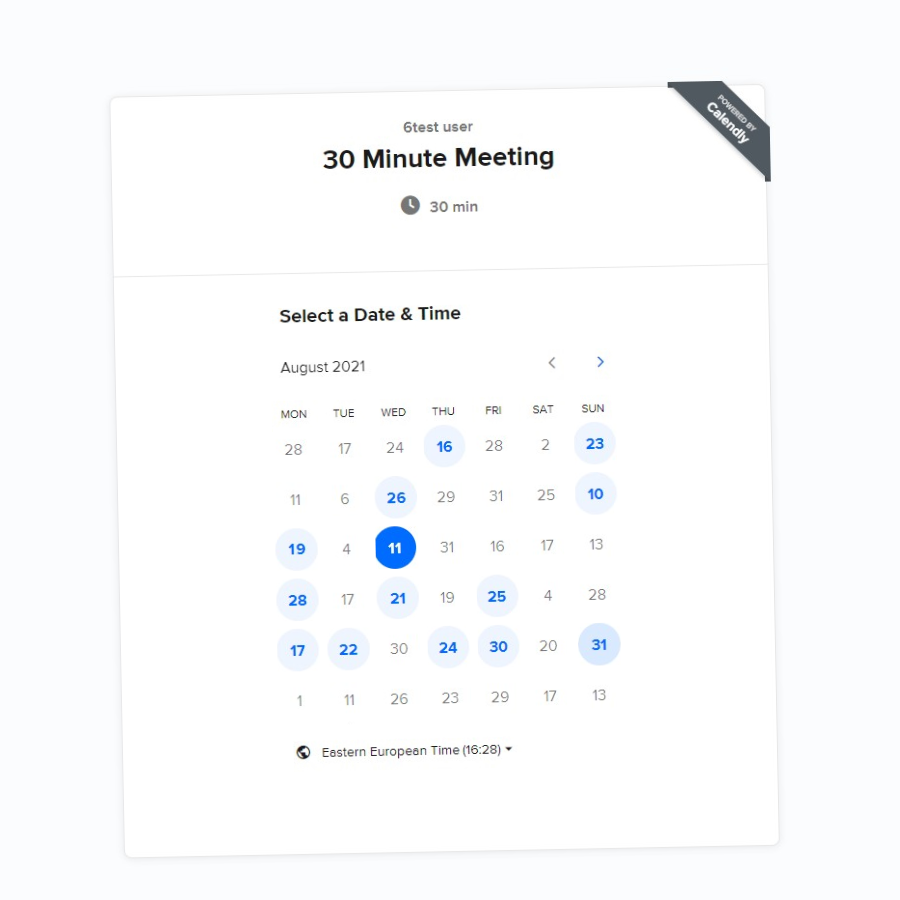 POWERED BY
Calendly
6test user
30 Minute Meeting
30 min
Select a Date & Time
August 2021
MON TUE WED THU FRI SAT SUN
28 17 24 16 28 2 23
11 6 26 29 31 25 10
19 4 11 31 16 17 13
28 17 21 19 25 4 28
17 22 30 24 30 20 31
1 11 26 23 29 17 13
Eastern European Time (16:28)